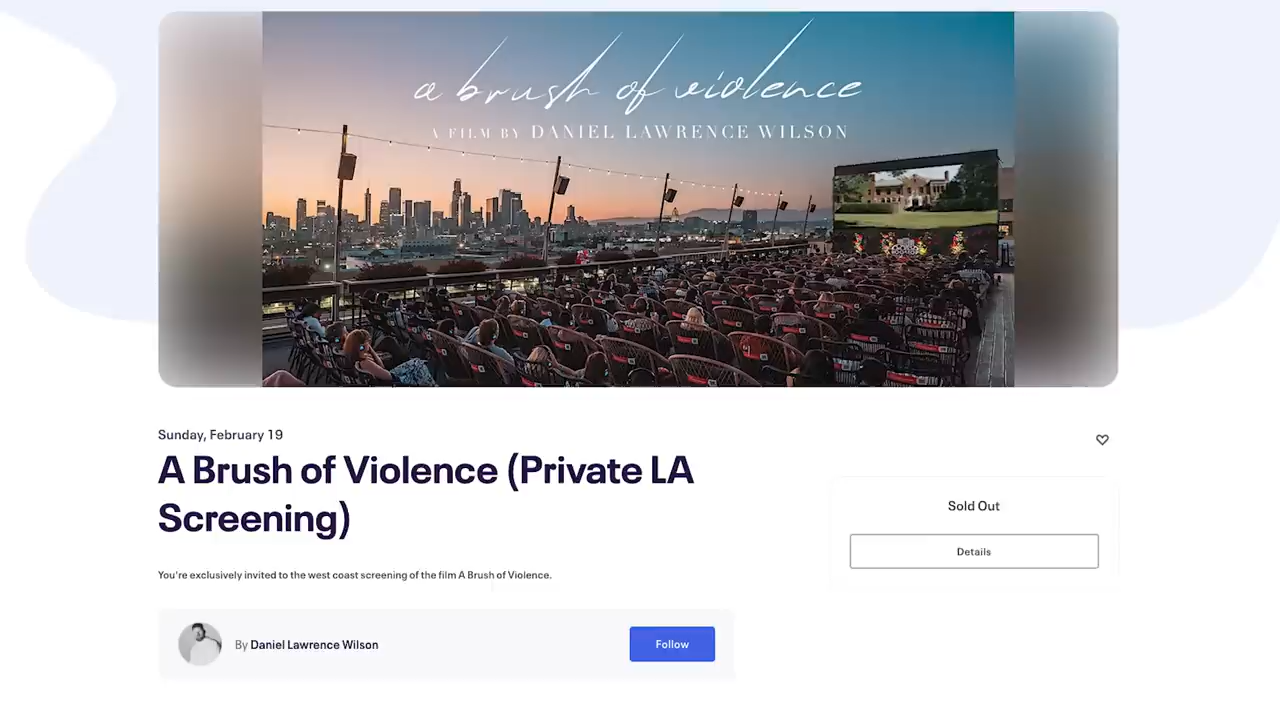 a brush of violence
A FILM BY DANIEL LAWRENCE WILSON
Sunday, February 19
A Brush of Violence (Private LA
Screening)
Sold Out
Details
You're exclusively invited to the west coast screening of the film A Brush of Violence.
By Daniel Lawrence Wilson
Follow